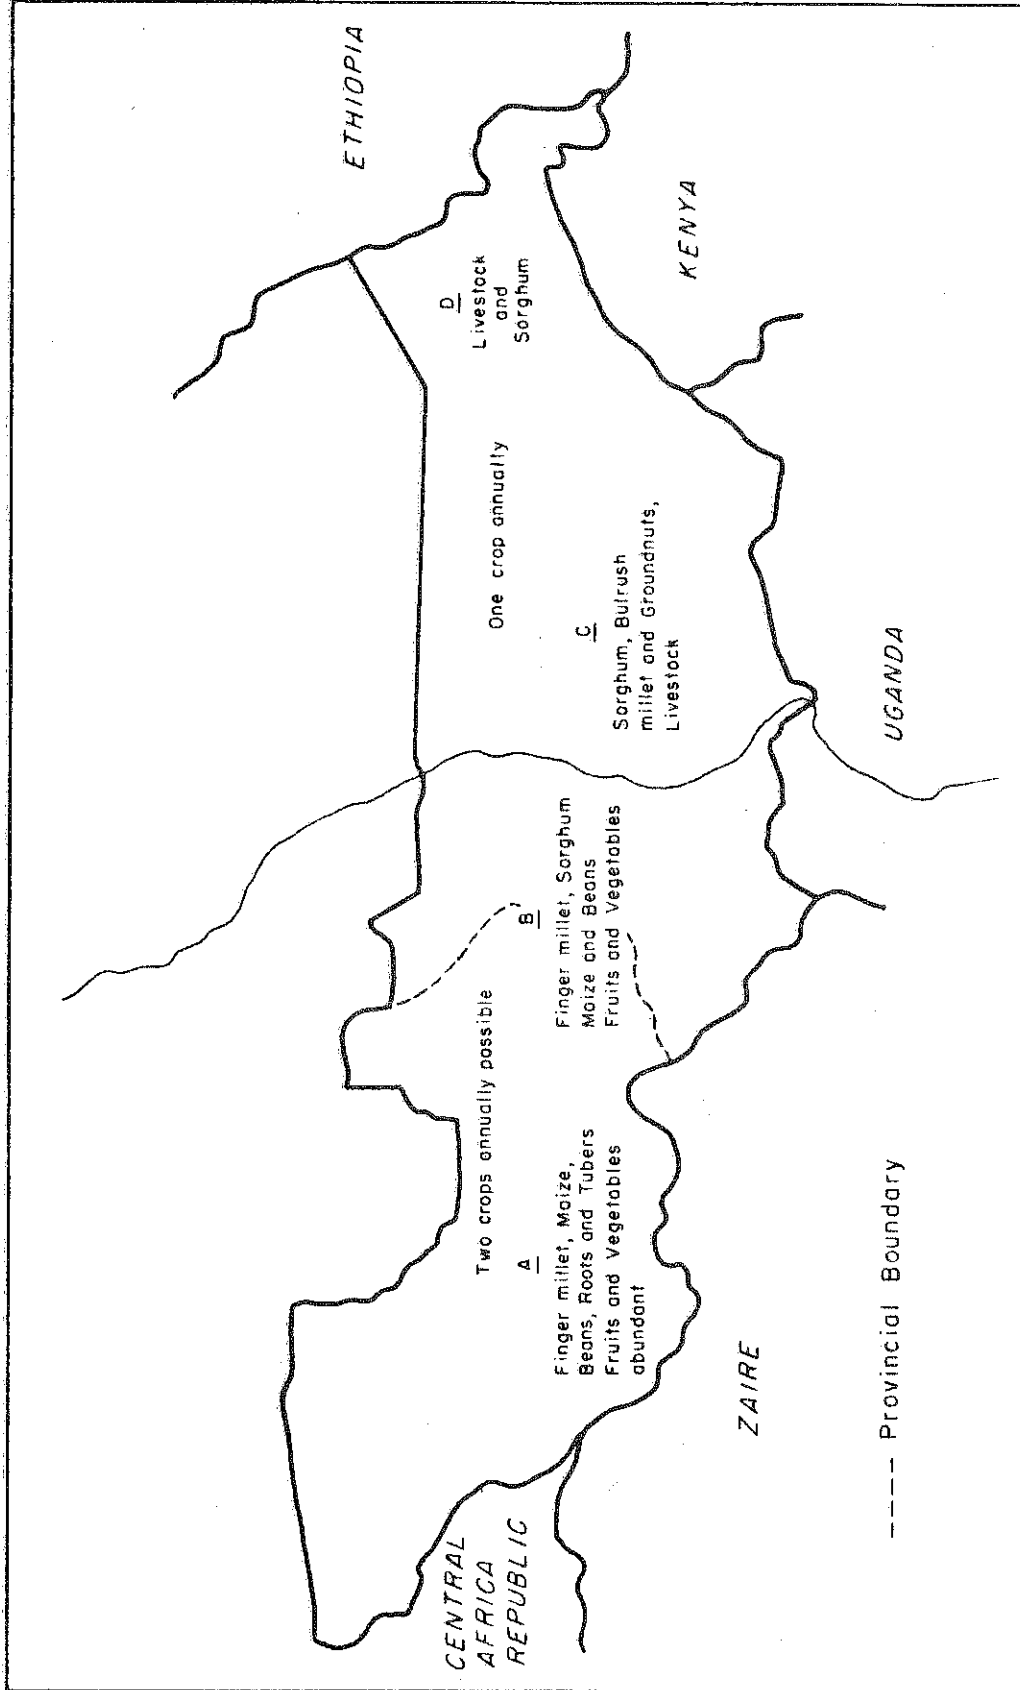 ETHIOPIA
D
Livestock
and
Sorghum
KENYA
One crop annually
C
Sorghum, Bulrush
millet and Groundnuts,
Livestock
UGANDA
B
Finger millet, Sorghum
Maize and Beans
Fruits and Vegetables
Two crops annually possible
A
Finger millet, Maize,
Beans, Roots and Tubers
Fruits and Vegetables
abundant
ZAIRE
CENTRAL
AFRICA
REPUBLIC
---- Provincial Boundary